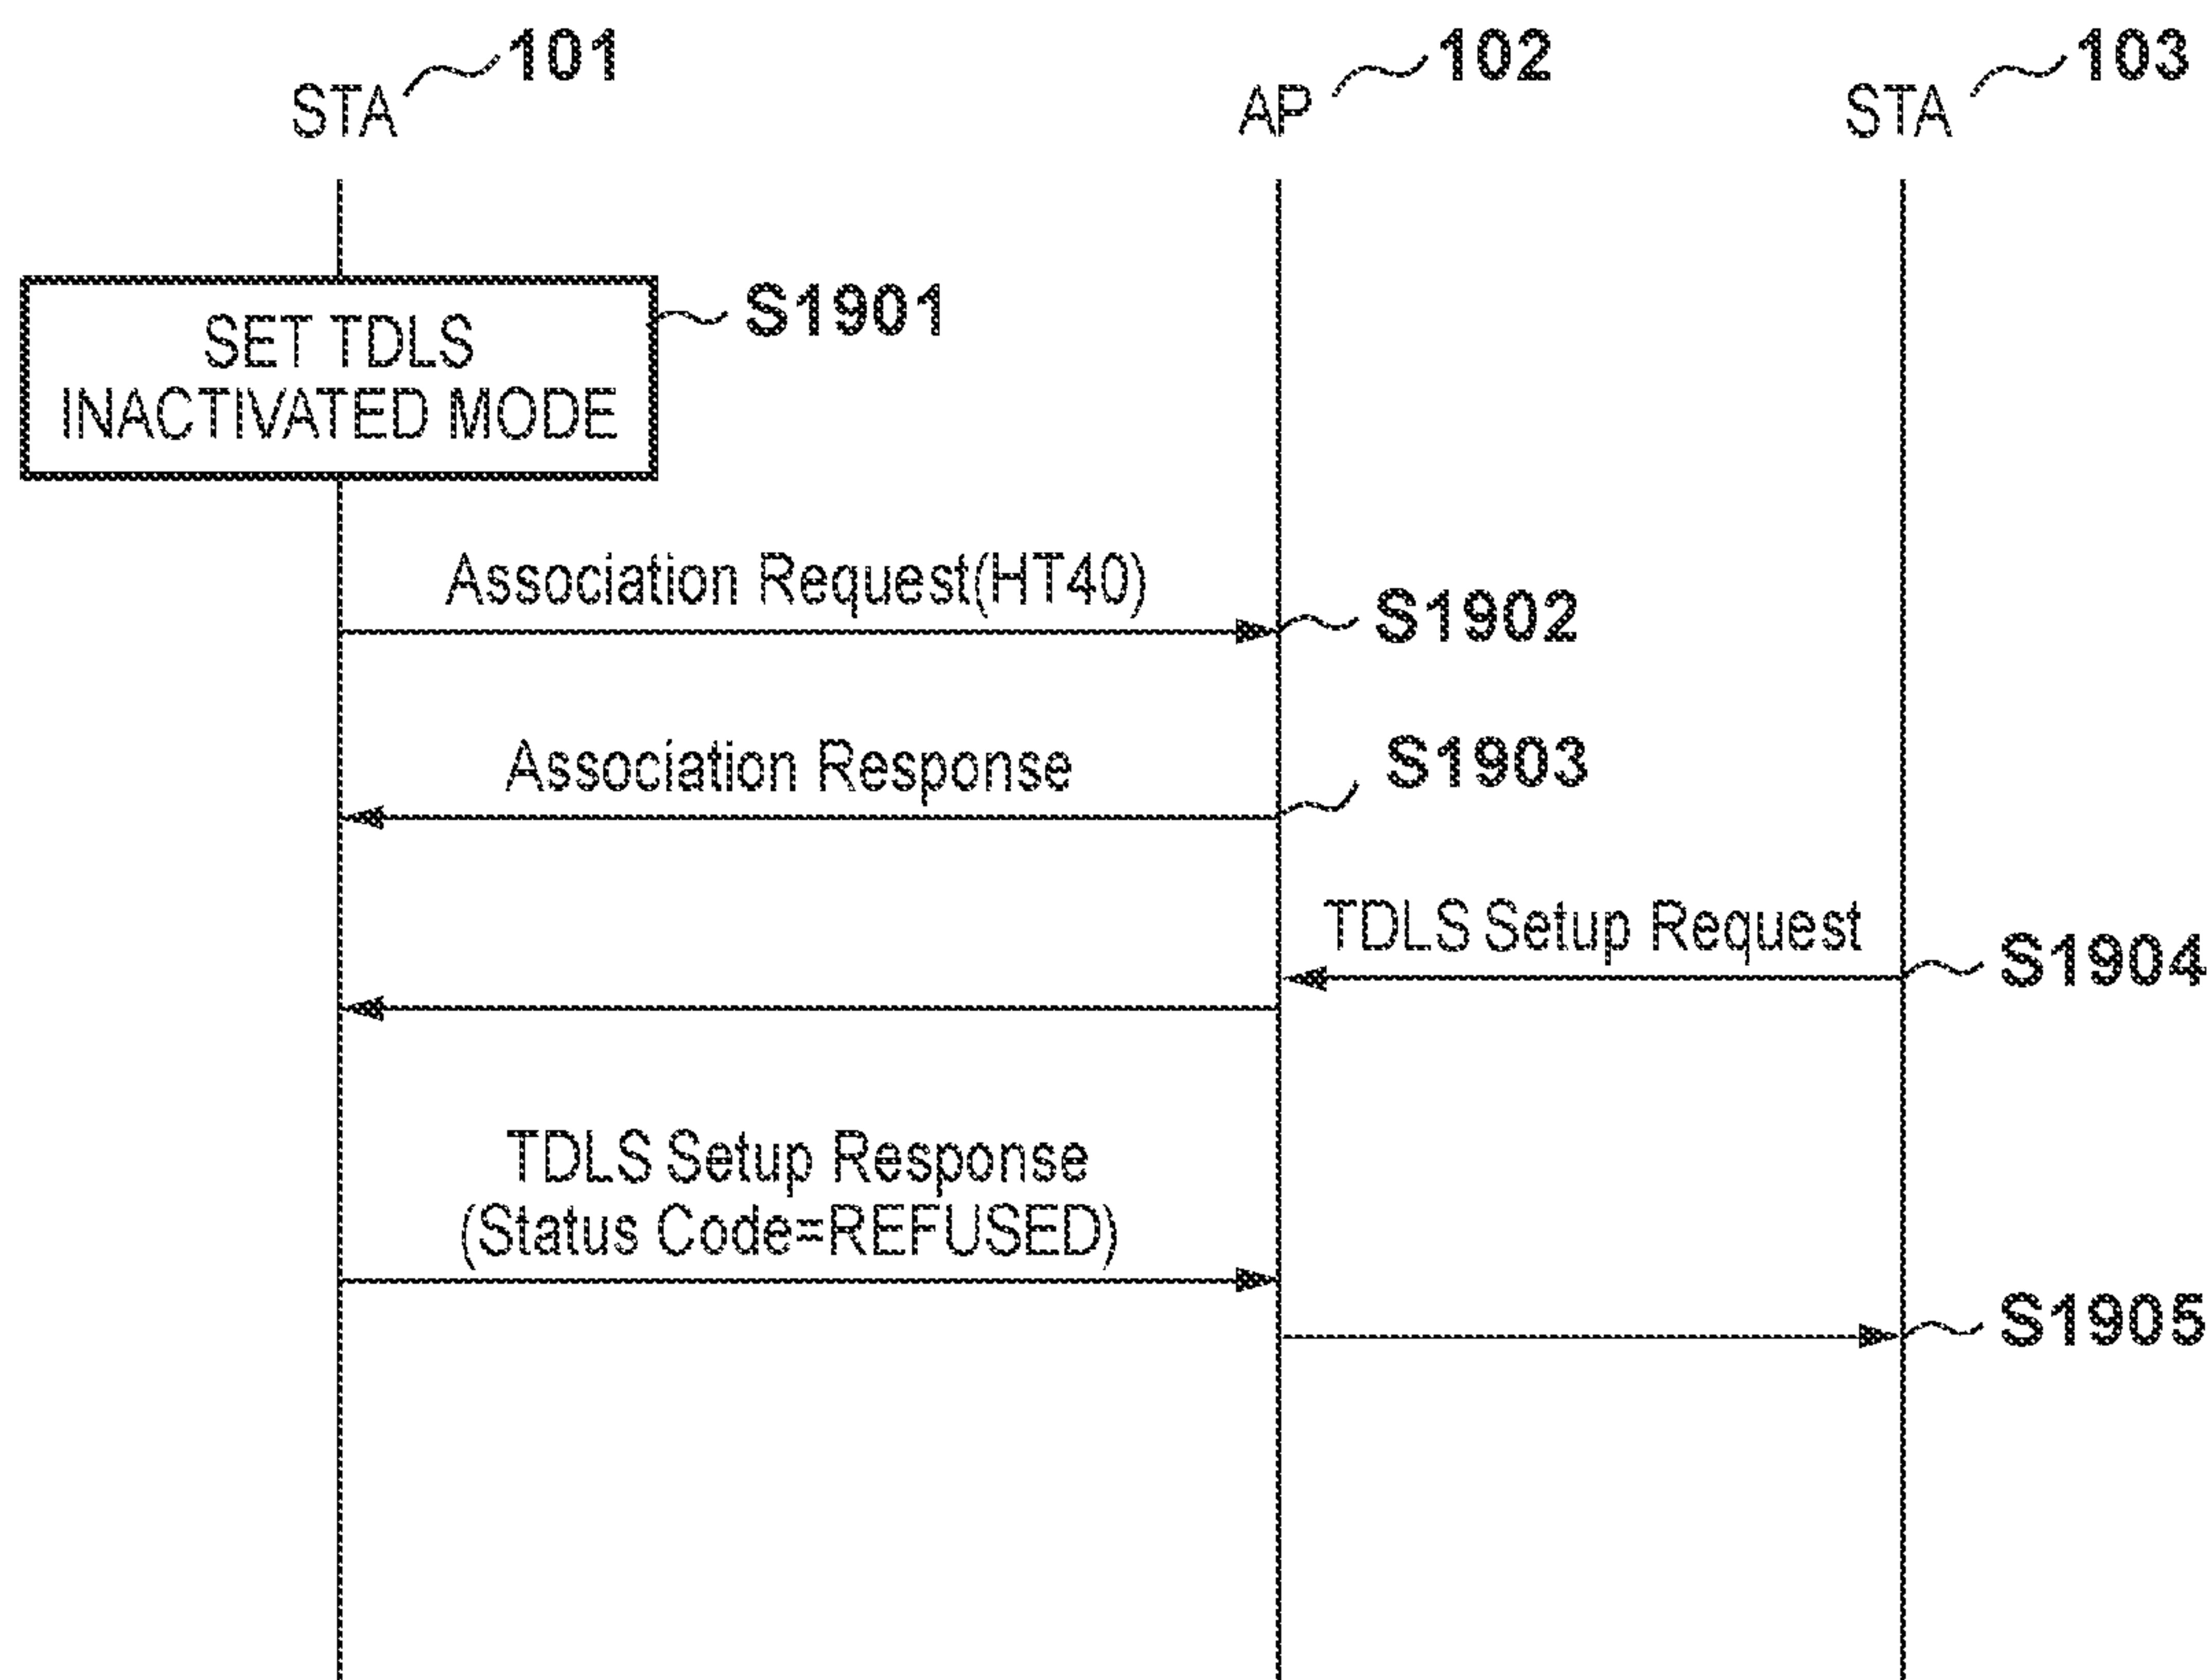 101
102
103
STA
AP
STA
S1901
SET TDLS
INACTIVATED MODE
Association Request(HT40)
S1902
Association Response
S1903
TDLS Setup Request
S1904
TDLS Setup Response
(Status Code=REFUSED)
S1905